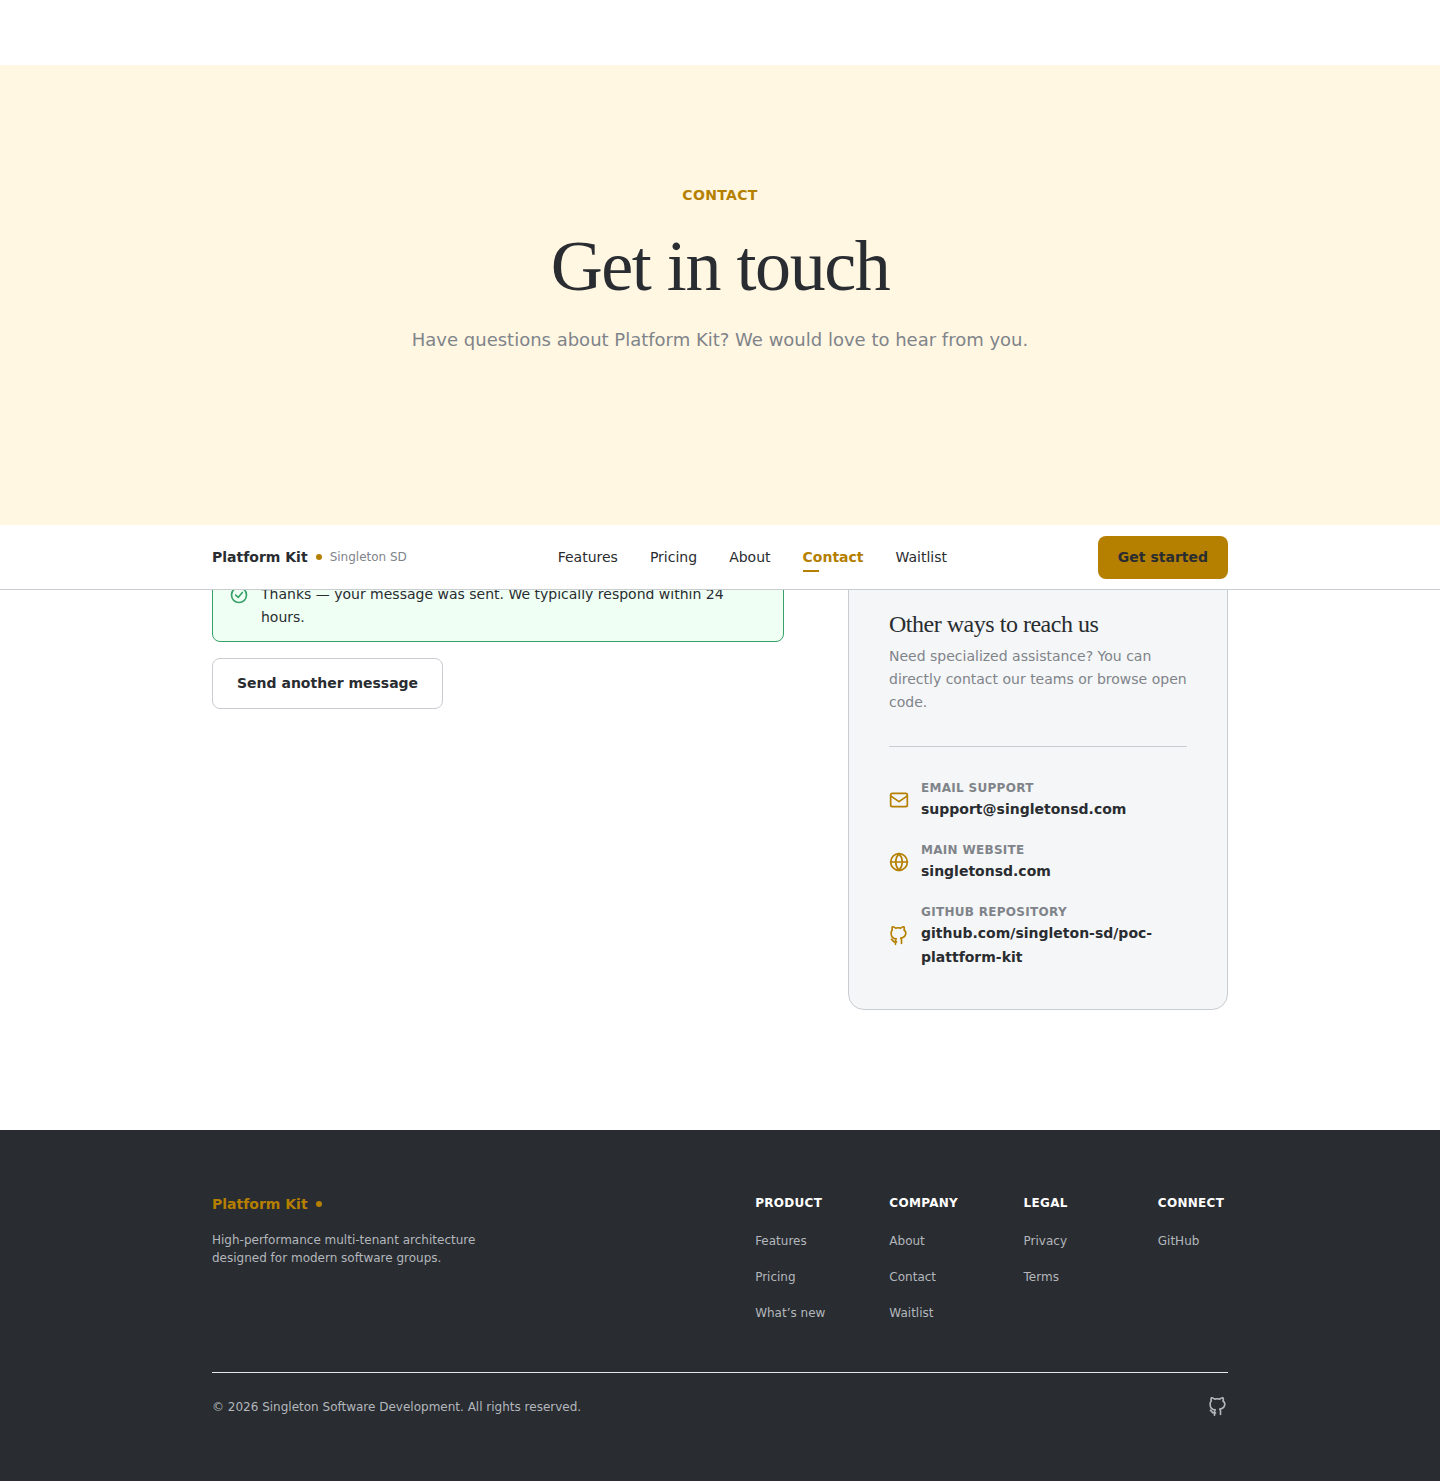 CONTACT
Get in touch
Have questions about Platform Kit? We would love to hear from you.
Platform Kit
Singleton SD
Features
Pricing
About
Contact
Waitlist
Get started
Thanks — your message was sent. We typically respond within 24
hours.
Send another message
Other ways to reach us
Need specialized assistance? You can
directly contact our teams or browse open
code.
EMAIL SUPPORT
support@singletonsd.com
MAIN WEBSITE
singletonsd.com
GITHUB REPOSITORY
github.com/singleton-sd/poc-
plattform-kit
Platform Kit
High-performance multi-tenant architecture
designed for modern software groups.
PRODUCT
Features
Pricing
What’s new
COMPANY
About
Contact
Waitlist
LEGAL
Privacy
Terms
CONNECT
GitHub
© 2026 Singleton Software Development. All rights reserved.